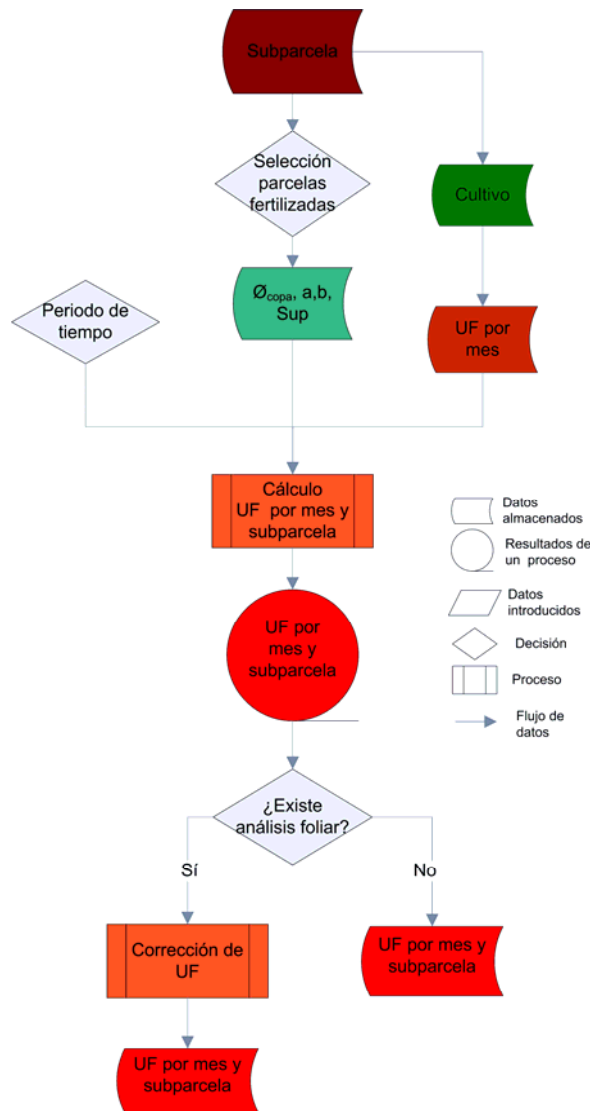 Subparcela
Selección
parcelas
fertilizadas
Cultivo
Periodo de
tiempo
Øcopa, a,b,
Sup
UF por
mes
Cálculo
UF por mes y
subparcela
Datos
almacenados
Resultados de
un proceso
Datos
introducidos
Decisión
Proceso
Flujo de
datos
UF por
mes y
subparcela
¿Existe
análisis foliar?
Sí
No
Corrección de
UF
UF por mes y
subparcela
UF por mes y
subparcela